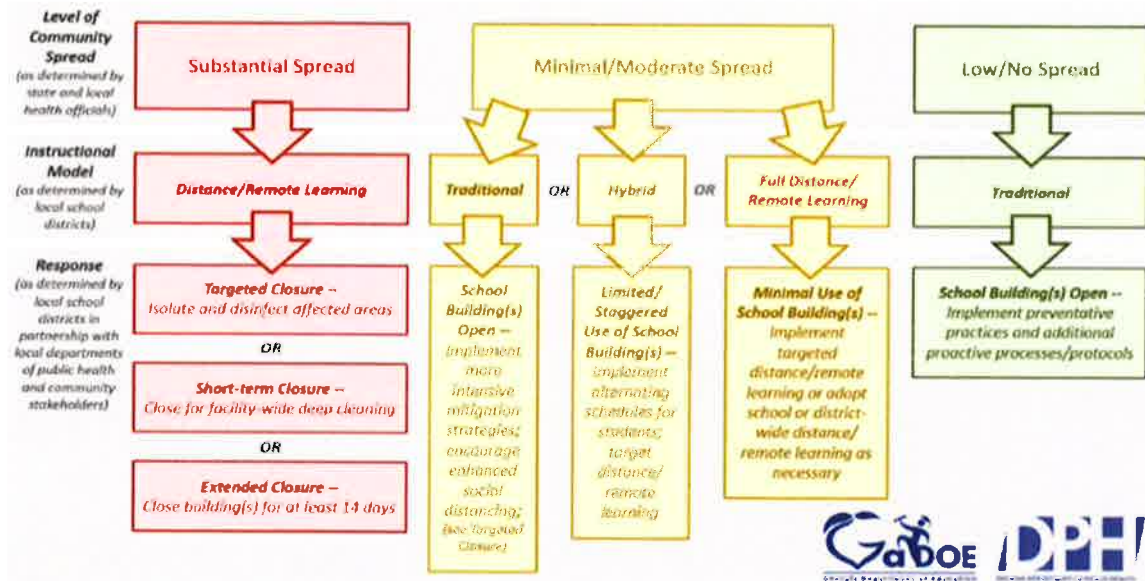 Level of
Community
Spread
(as determined by
state and local
health officials)
Substantial Spread
Minimal/Moderate Spread
Low/No Spread
Instructional
Model
(as determined by
local school
districts)
Distance/Remote Learning
Traditional
OR
Hybrid
OR
Full Distance/
Remote Learning
Traditional
Response
(as determined by
local school
districts in
partnership with
local departments
of public health
and community
stakeholders)
Targeted Closure --
Isolate and disinfect affected areas
OR
Short-term Closure --
Close for facility-wide deep cleaning
OR
Extended Closure --
Close building(s) for at least 14 days
School
Building(s)
Open --
Implement
more
intensive
mitigation
strategies;
encourage
enhanced
social
distancing;
(see Targeted
Closure)
Limited/
Staggered
Use of School
Building(s) --
implement
alternating
schedules for
students;
target
distance/
remote
learning
Minimal Use of
School Building(s) --
Implement
targeted
distance/remote
learning or adopt
school or district-
wide distance/
remote learning as
necessary
School Building(s) Open --
Implement preventative
practices and additional
proactive processes/protocols
GaDOE
Georgia Department of Education
DPH